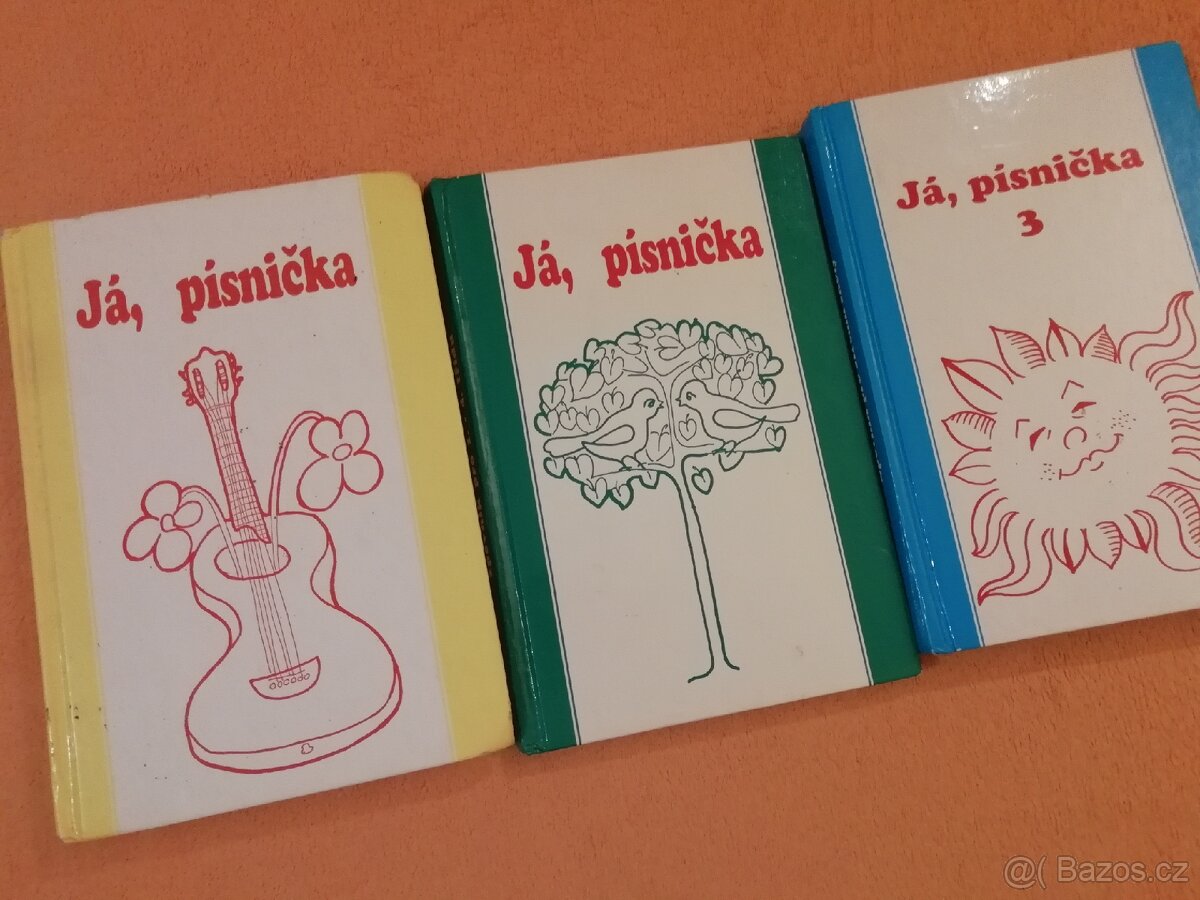 Já, písnička
Já, písnička
Já, písnička
3
@( Bazos.cz